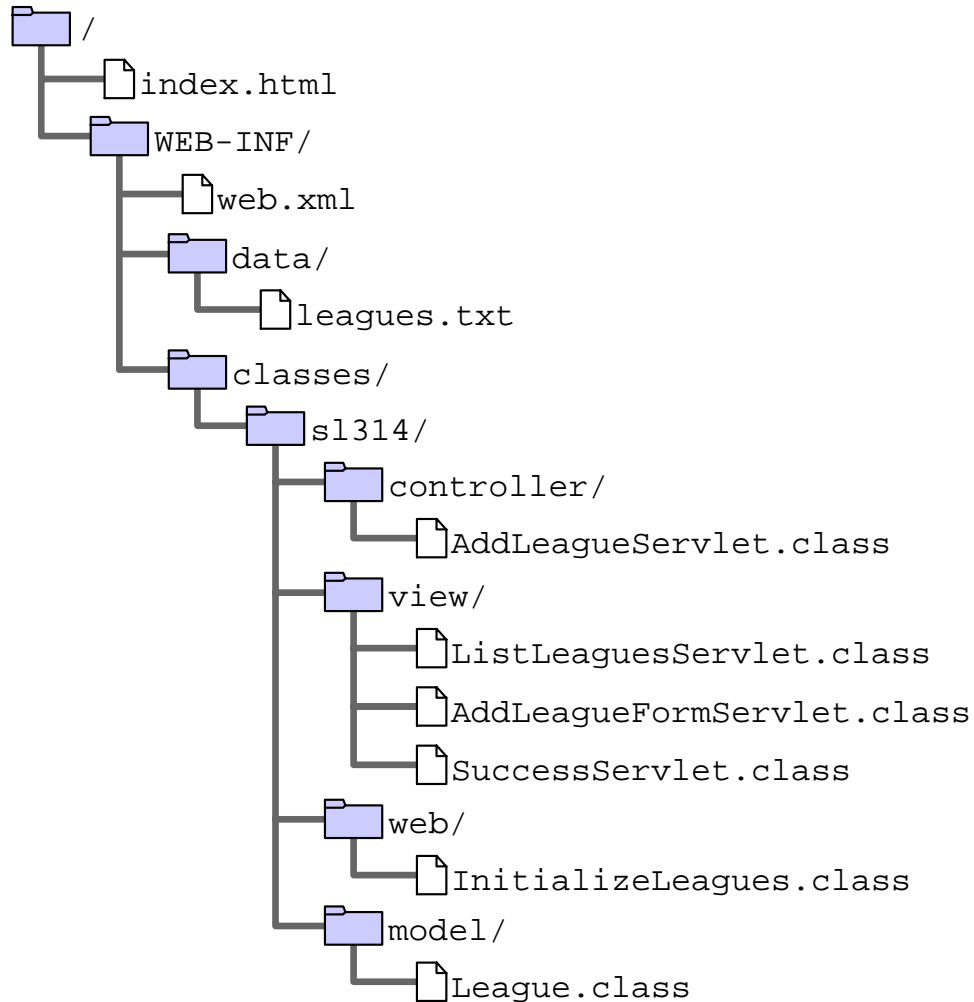 /
index.html
WEB-INF/
web.xml
data/
leagues.txt
classes/
sl314/
controller/
AddLeagueServlet.class
view/
ListLeaguesServlet.class
AddLeagueFormServlet.class
SuccessServlet.class
web/
InitializeLeagues.class
model/
League.class